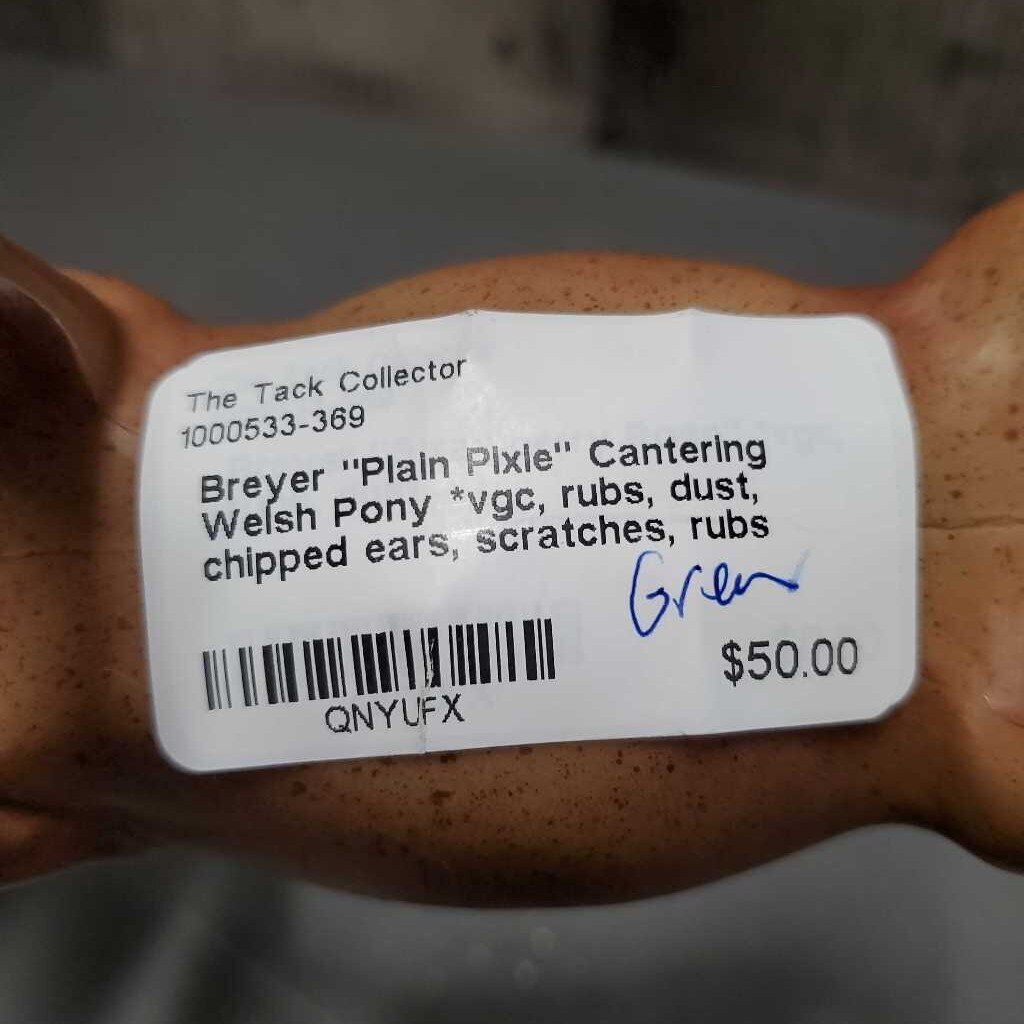 The Tack Collector
1000533-369
Breyer "Plain Pixie" Cantering
Welsh Pony *vgc, rubs, dust,
chipped ears, scratches, rubs
$50.00
QNYUFX